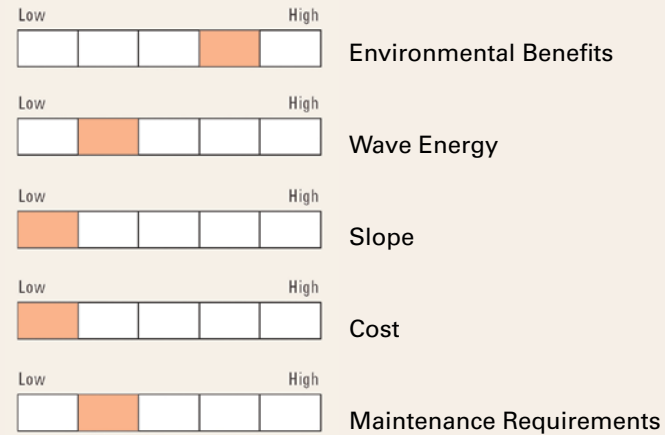 Low High
Environmental Benefits
Low High
Wave Energy
Low High
Slope
Low High
Cost
Low High
Maintenance Requirements